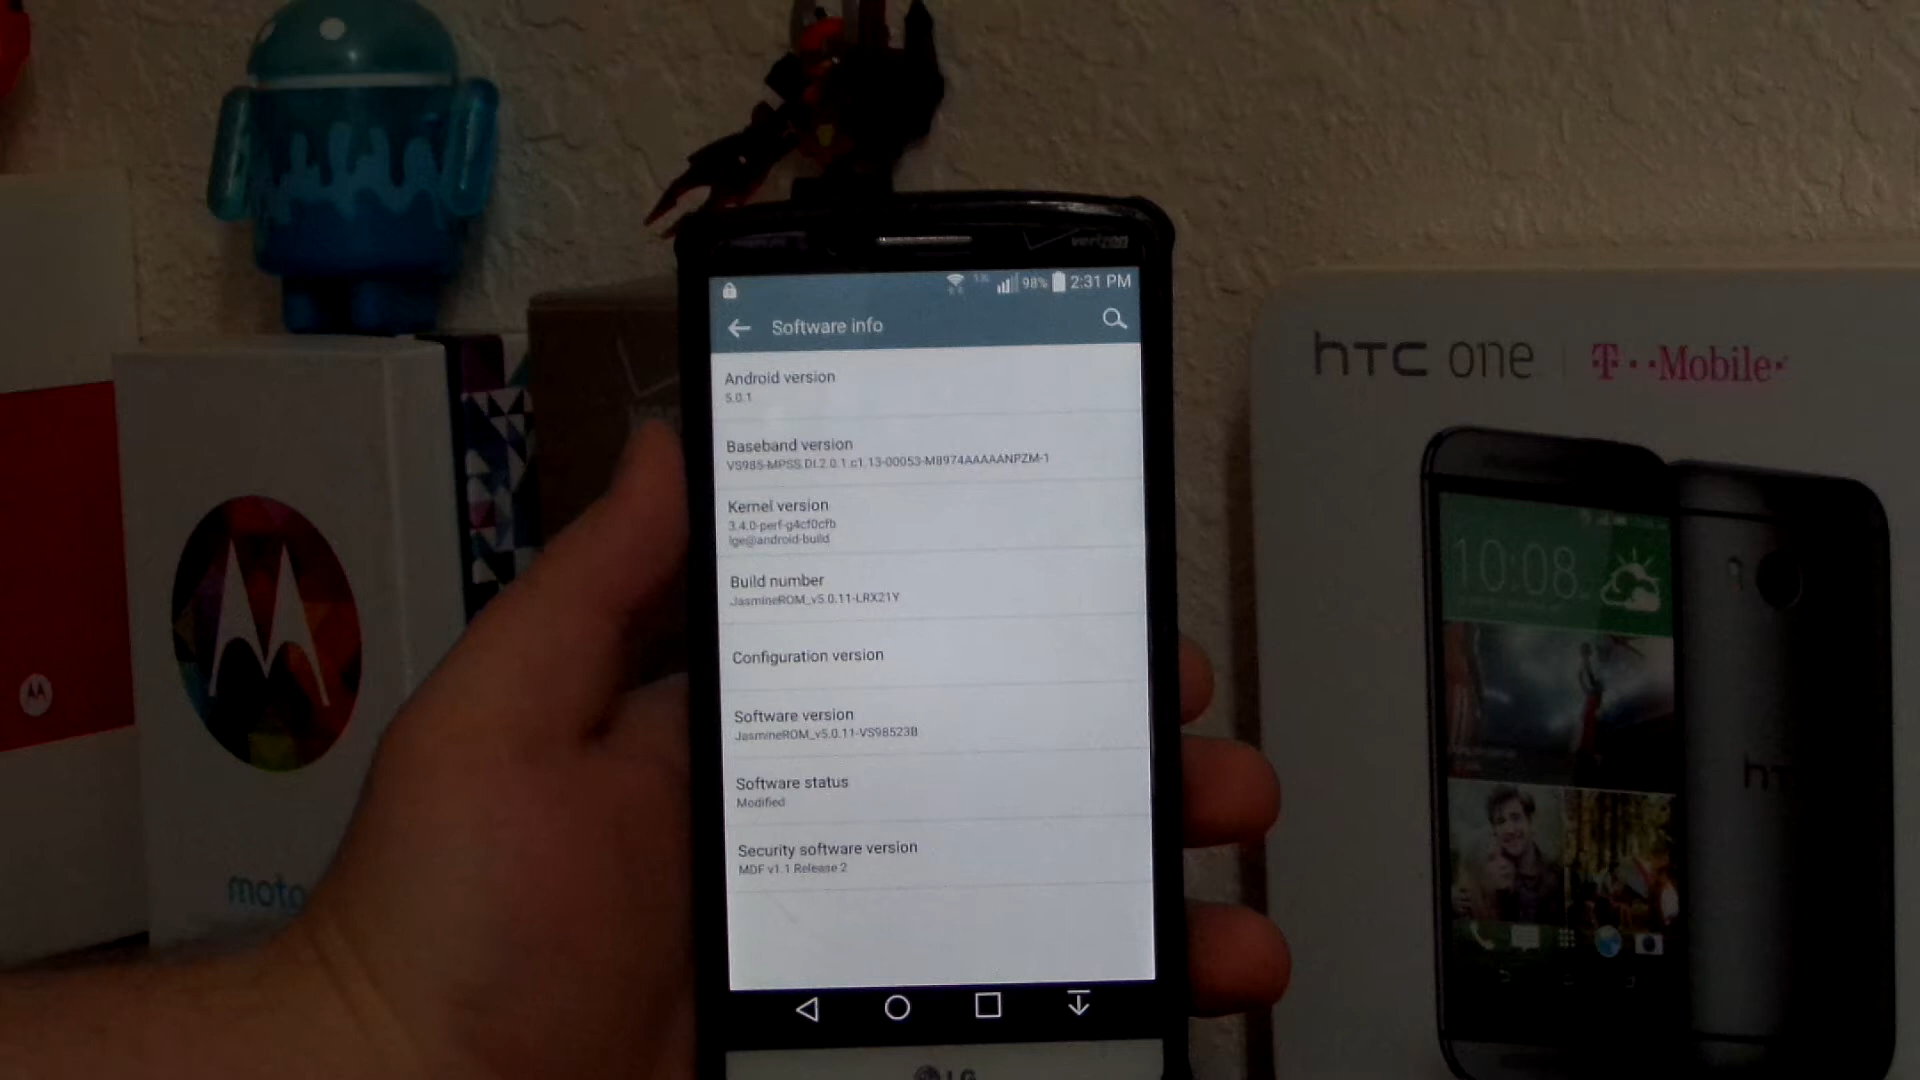 verizon
98% 2:31 PM
Software info
Android version
5.0.1
Baseband version
VS985-MPSS.DI.2.0.1.c1.13-00053-M8974AAAAANPZM-1
Kernel version
3.4.0-perf-g4cf0cfb
lge@android-build
Build number
JasmineROM_v5.0.11-LRX21Y
Configuration version
Software version
JasmineROM_v5.0.11-VS98523B
Software status
Modified
Security software version
MDF v1.1 Release 2
LG
moto
hTC one
T··Mobile·
10:08